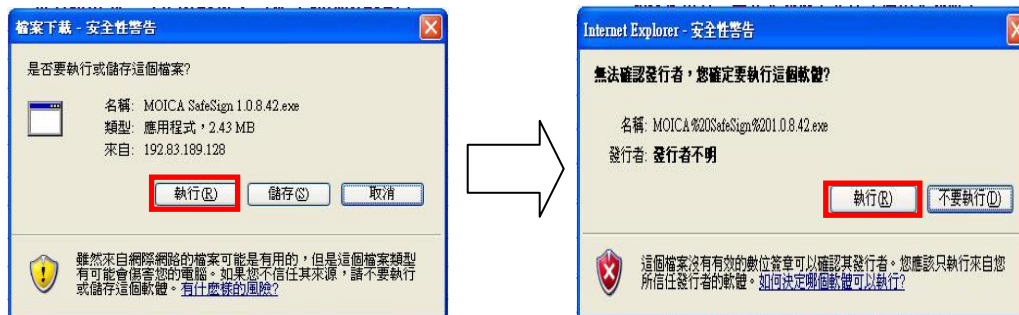 檔案下載 - 安全性警告
是否要執行或儲存這個檔案?
名稱: MOICA SafeSign 1.0.8.42.exe
類型: 應用程式，2.43 MB
來自: 192.83.189.128
執行(R) 儲存(S) 取消
雖然來自網際網路的檔案可能是有用的，但是這個檔案類型
有可能會傷害您的電腦。如果您不信任其來源，請不要執行
或儲存這個軟體。有什麼樣的風險?
Internet Explorer - 安全性警告
無法確認發行者，您確定要執行這個軟體?
名稱: MOICA%20SafeSign%201.0.8.42.exe
發行者: 發行者不明
執行(R) 不要執行(D)
這個檔案沒有有效的數位簽章可以確認其發行者。您應該只執行來自您
所信任發行者的軟體。如何決定哪個軟體可以執行?